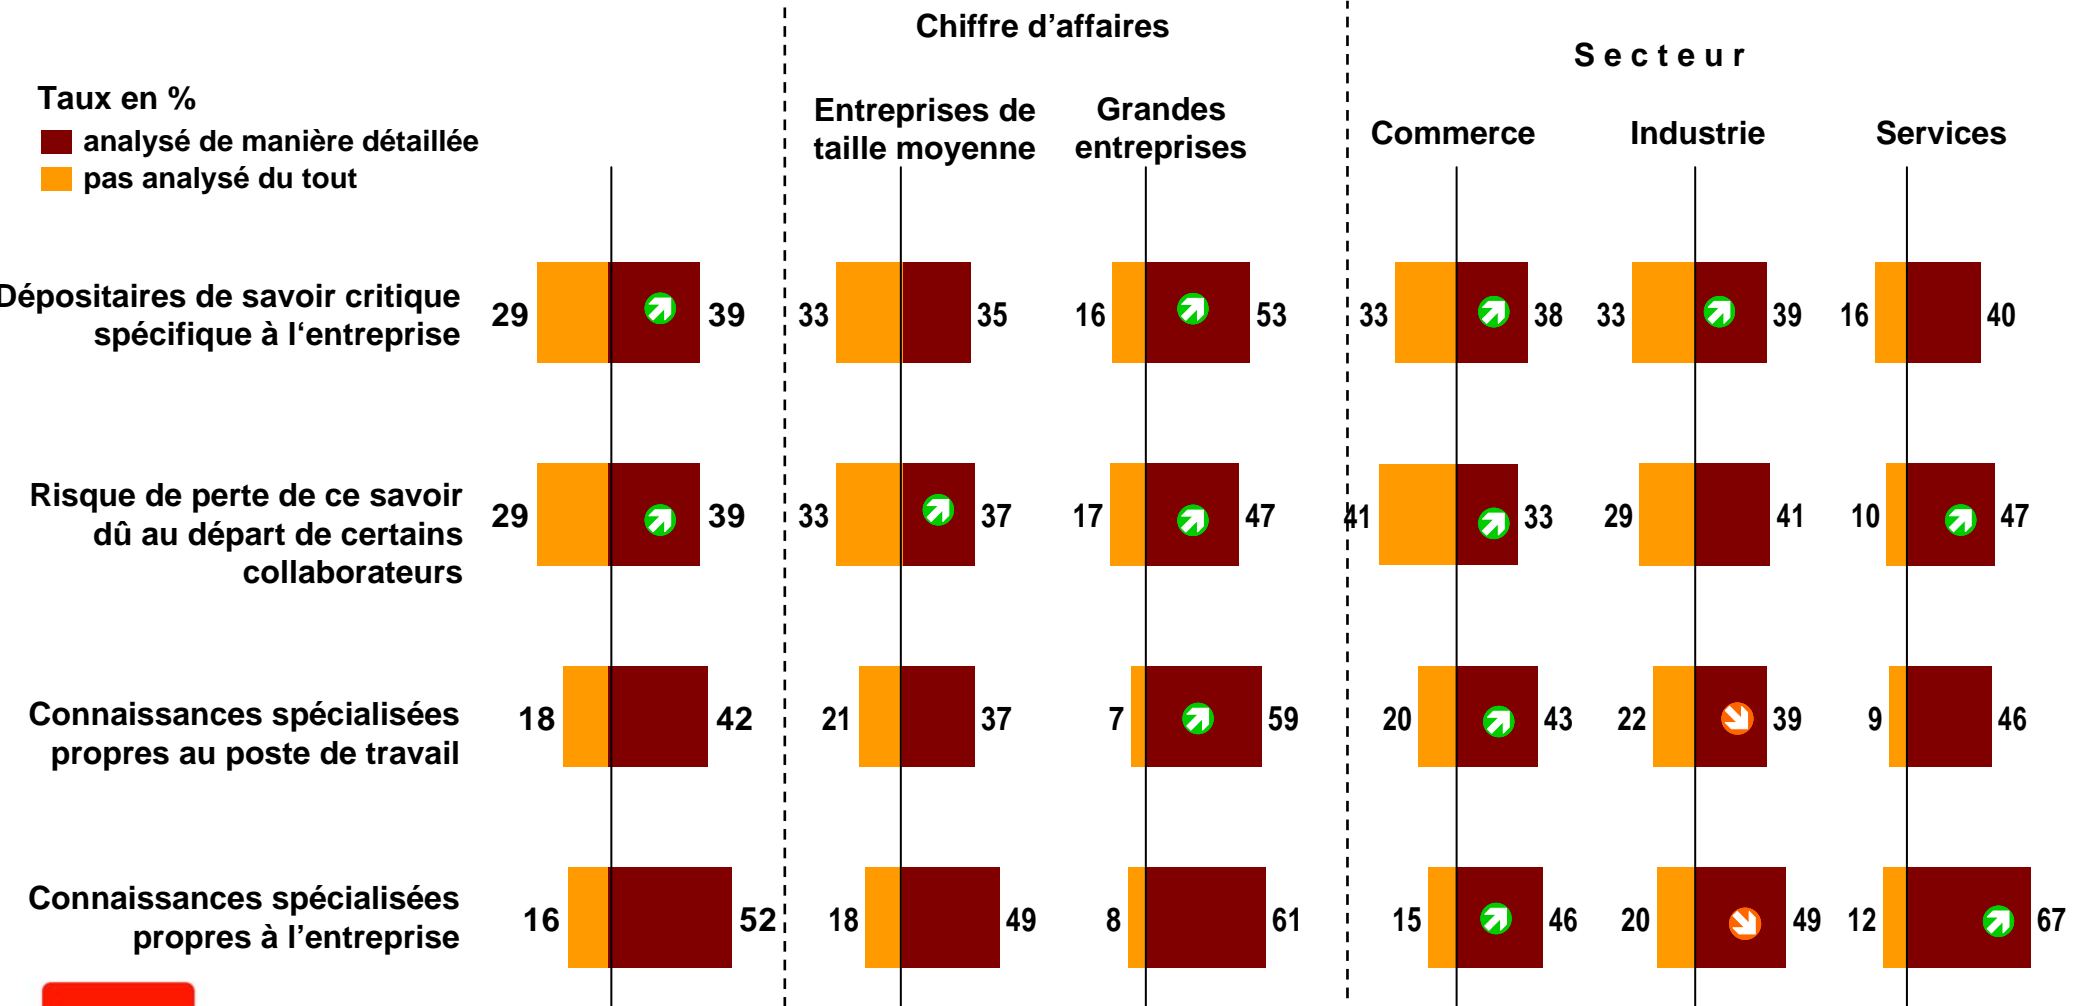 Chiffre d’affaires
S e c t e u r
Taux en %
analysé de manière détaillée
pas analysé du tout
Entreprises de
taille moyenne
Grandes
entreprises
Commerce
Industrie
Services
Dépositaires de savoir critique
spécifique à l‘entreprise
29 39 33 35 16 53 33 38 33 39 16 40
Risque de perte de ce savoir
dû au départ de certains
collaborateurs
29 39 33 37 17 47 41 33 29 41 10 47
Connaissances spécialisées
propres au poste de travail
18 42 21 37 7 59 20 43 22 39 9 46
Connaissances spécialisées
propres à l’entreprise
16 52 18 49 8 61 15 46 20 49 12 67